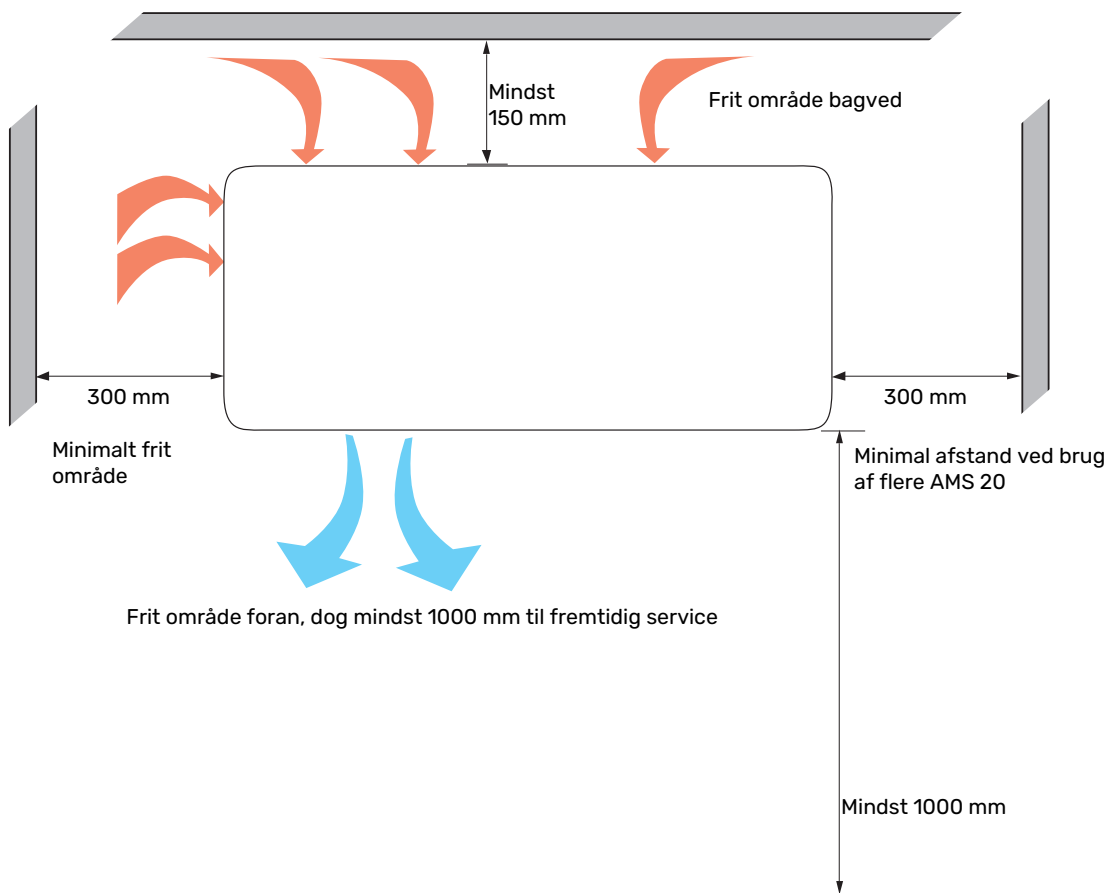 Mindst
150 mm
Frit område bagved
300 mm
300 mm
Minimalt frit
område
Minimal afstand ved brug
af flere AMS 20
Frit område foran, dog mindst 1000 mm til fremtidig service
Mindst 1000 mm